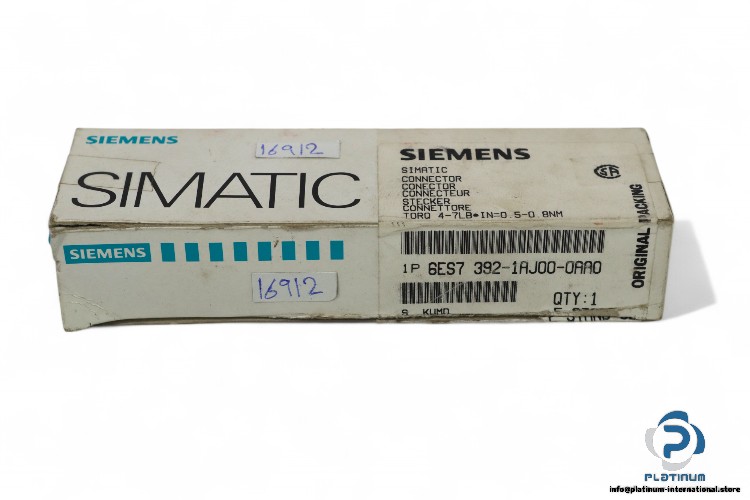 SIEMENS
SIMATIC
16912
SIEMENS
SIMATIC
CONNECTOR
CONECTOR
CONNECTEUR
STECKER
CONNETTORE
TORQ 4-7LB•IN=0.5-0.8NM
ORIGINAL PACKING
SIEMENS
16912
1P 6ES7 392-1AJ00-0AA0
QTY:1
PLATINUM
info@platinum-international.store